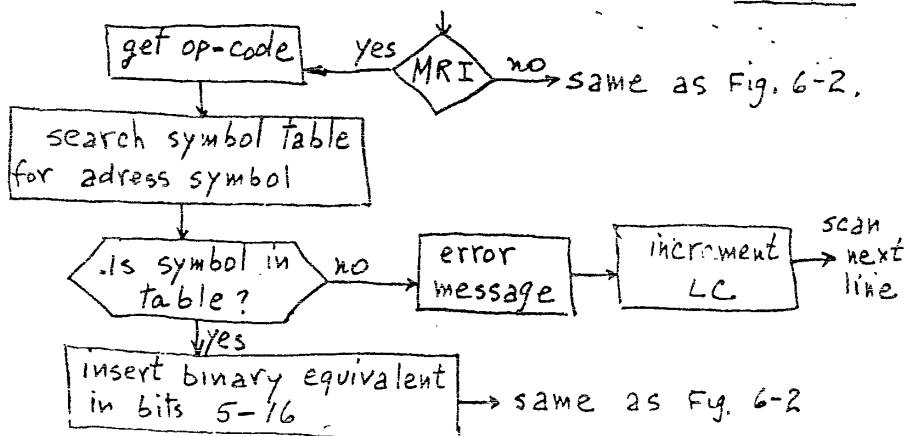 get op-code
yes
MRI
no
same as Fig. 6-2.
search symbol table
for adress symbol
.Is symbol in
table?
no
error
message
increment
LC
scan
next
line
yes
insert binary equivalent
in bits 5-16
same as Fig. 6-2